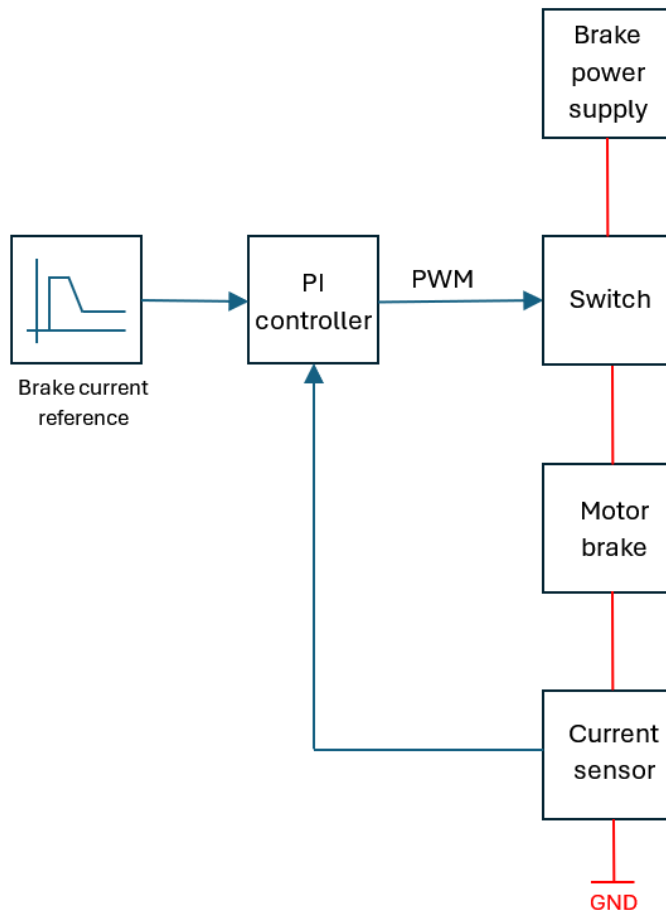 Brake
power
supply
PI
controller
PWM
Switch
Brake current
reference
Motor
brake
Current
sensor
GND